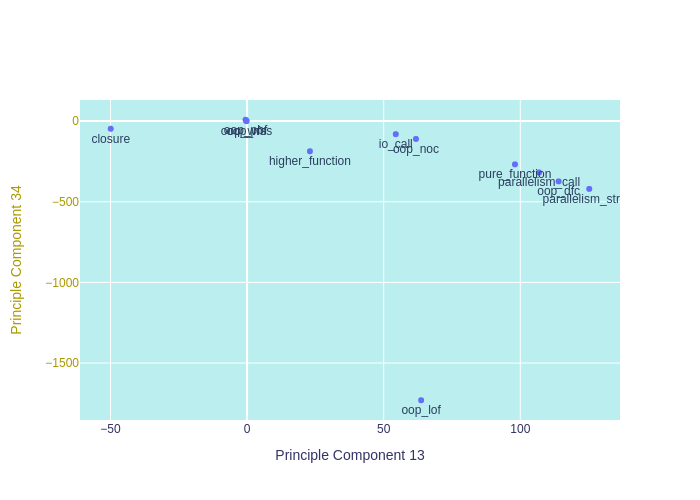 0
−500
−1000
−1500
Principle Component 34
closure
higher_function
io_call
oop_noc
pure_function
parallelism_call
oop_dfc
parallelism_str
oop_lof
−50
0
50
100
Principle Component 13